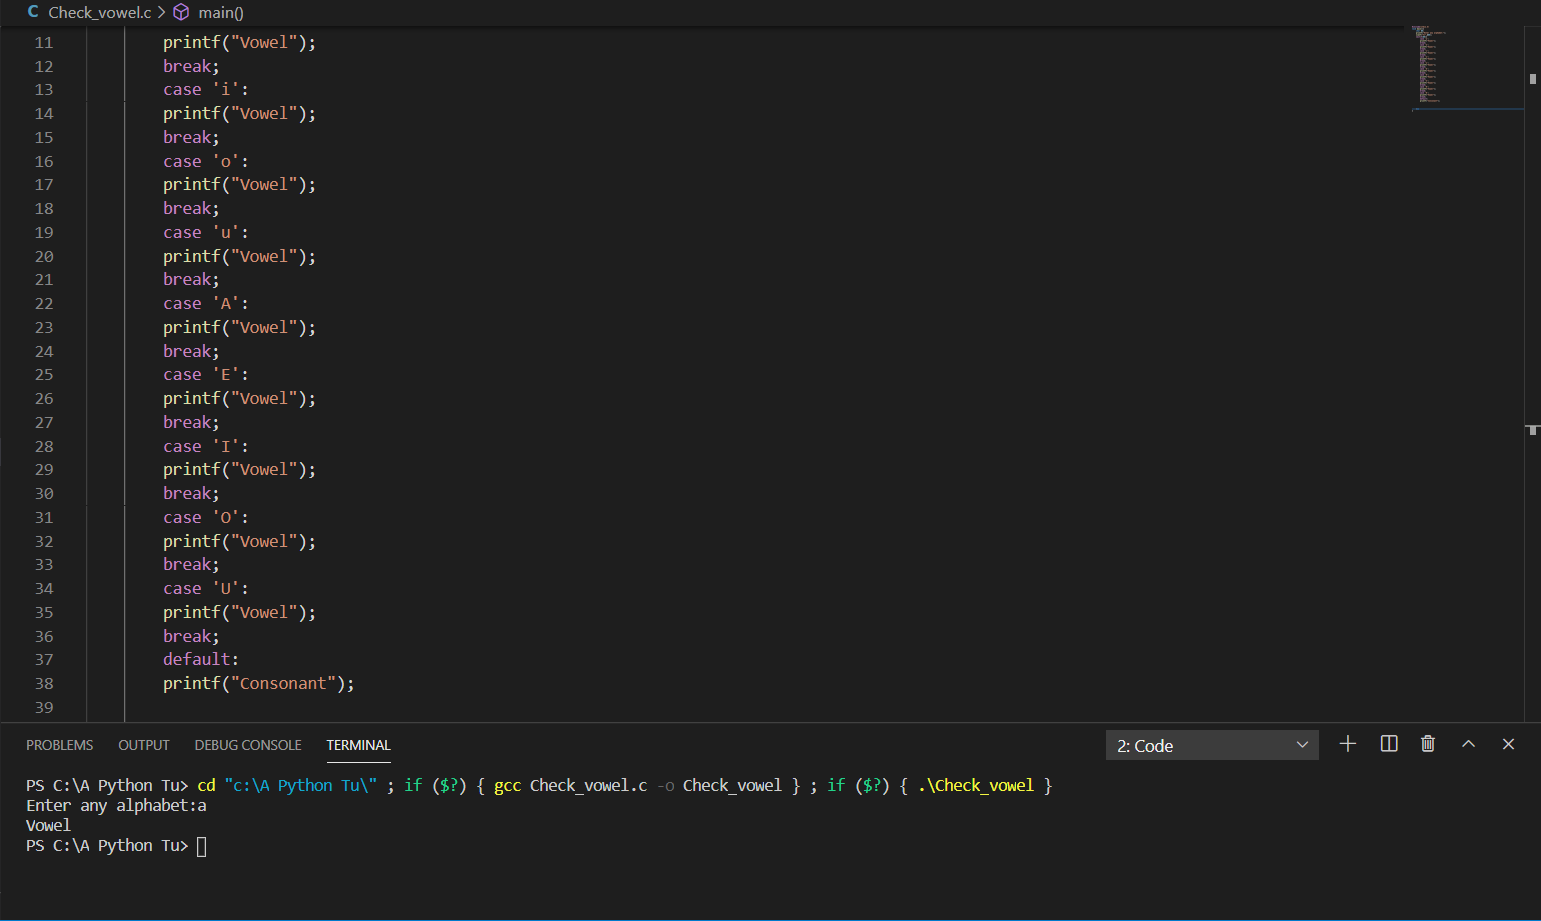 C Check_vowel.c > main()
11 printf("Vowel");
12 break;
13 case 'i':
14 printf("Vowel");
15 break;
16 case 'o':
17 printf("Vowel");
18 break;
19 case 'u':
20 printf("Vowel");
21 break;
22 case 'A':
23 printf("Vowel");
24 break;
25 case 'E':
26 printf("Vowel");
27 break;
28 case 'I':
29 printf("Vowel");
30 break;
31 case 'O':
32 printf("Vowel");
33 break;
34 case 'U':
35 printf("Vowel");
36 break;
37 default:
38 printf("Consonant");
39
PROBLEMS OUTPUT DEBUG CONSOLE TERMINAL 2: Code
PS C:\A Python Tu> cd "c:\A Python Tu\" ; if ($?) { gcc Check_vowel.c -o Check_vowel } ; if ($?) { .\Check_vowel }
Enter any alphabet:a
Vowel
PS C:\A Python Tu>